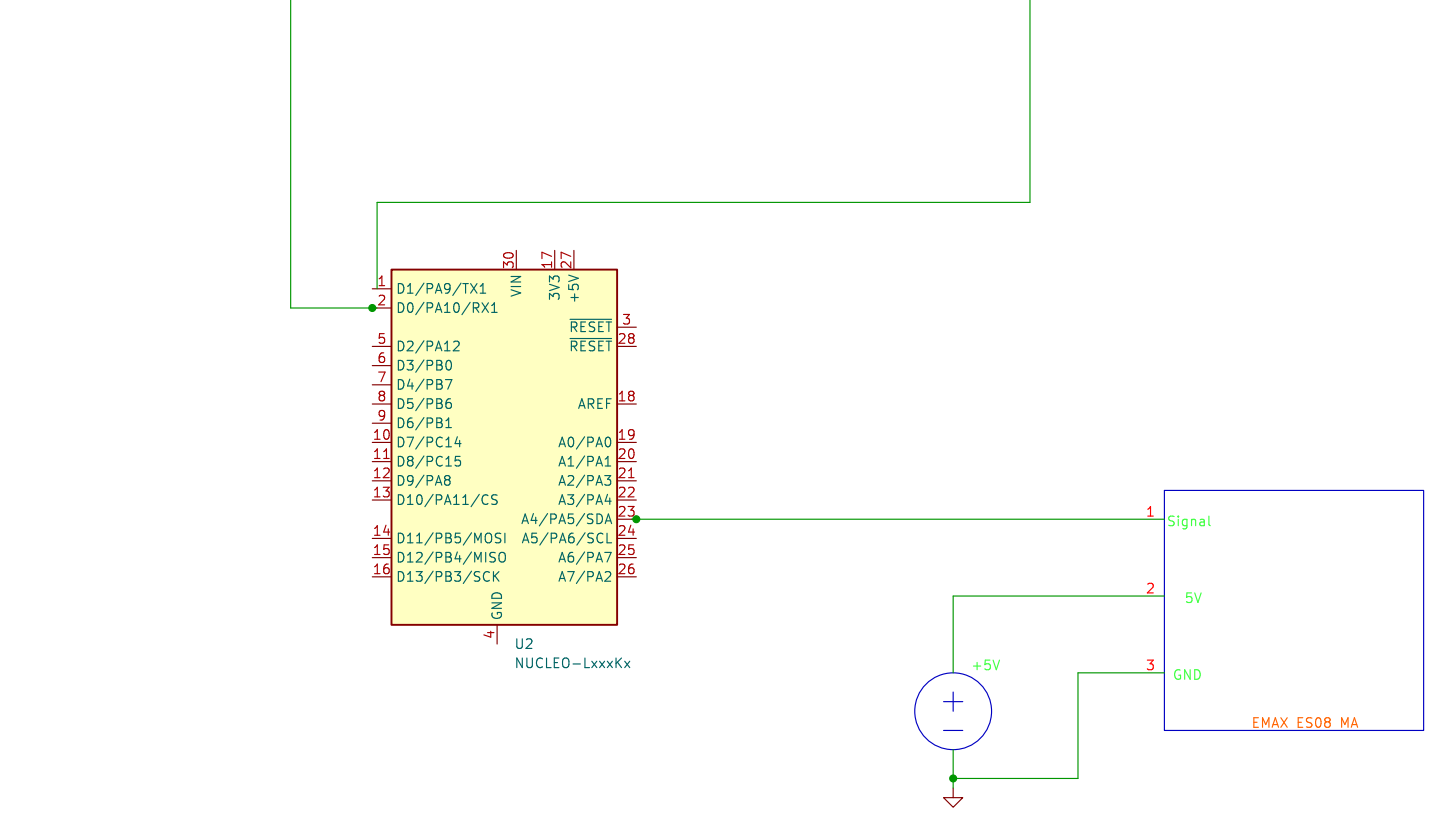 30 17 27
VIN 3V3 +5V
1 D1/PA9/TX1
2 D0/PA10/RX1
RESET 3
5 D2/PA12 RESET 28
6 D3/PB0
7 D4/PB7
8 D5/PB6 AREF 18
9 D6/PB1
10 D7/PC14 A0/PA0 19
11 D8/PC15 A1/PA1 20
12 D9/PA8 A2/PA3 21
13 D10/PA11/CS A3/PA4 22
A4/PA5/SDA 23 1 Signal
14 D11/PB5/MOSI A5/PA6/SCL 24
15 D12/PB4/MISO A6/PA7 25
16 D13/PB3/SCK A7/PA2 26
2 5V
GND
4
U2
NUCLEO-LxxxKx
+5V 3 GND
EMAX ES08 MA